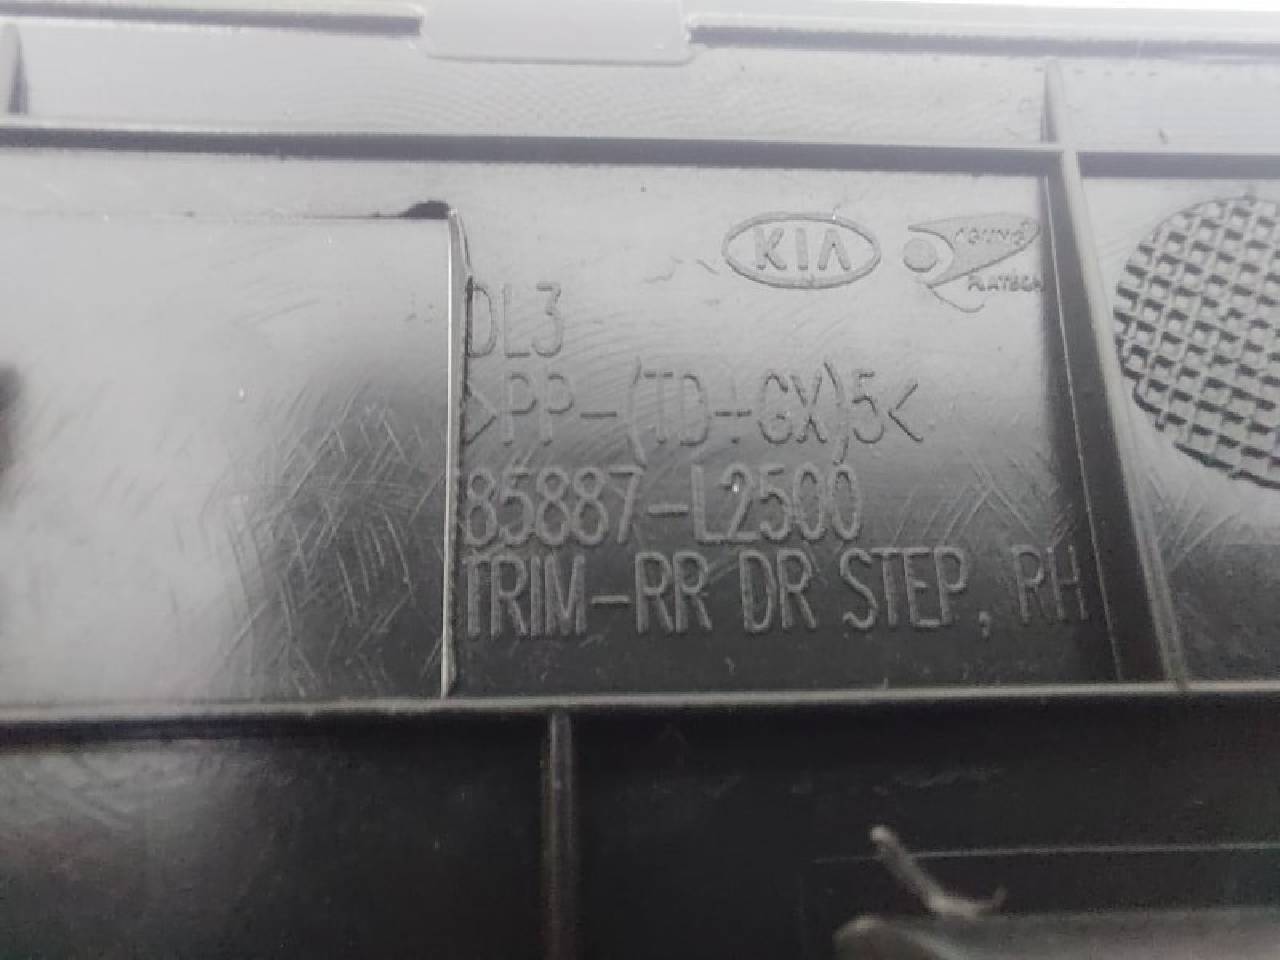 KIA
DL3
>PP-(TD+GX)5<
85887-L2500
TRIM-RR DR STEP, RH